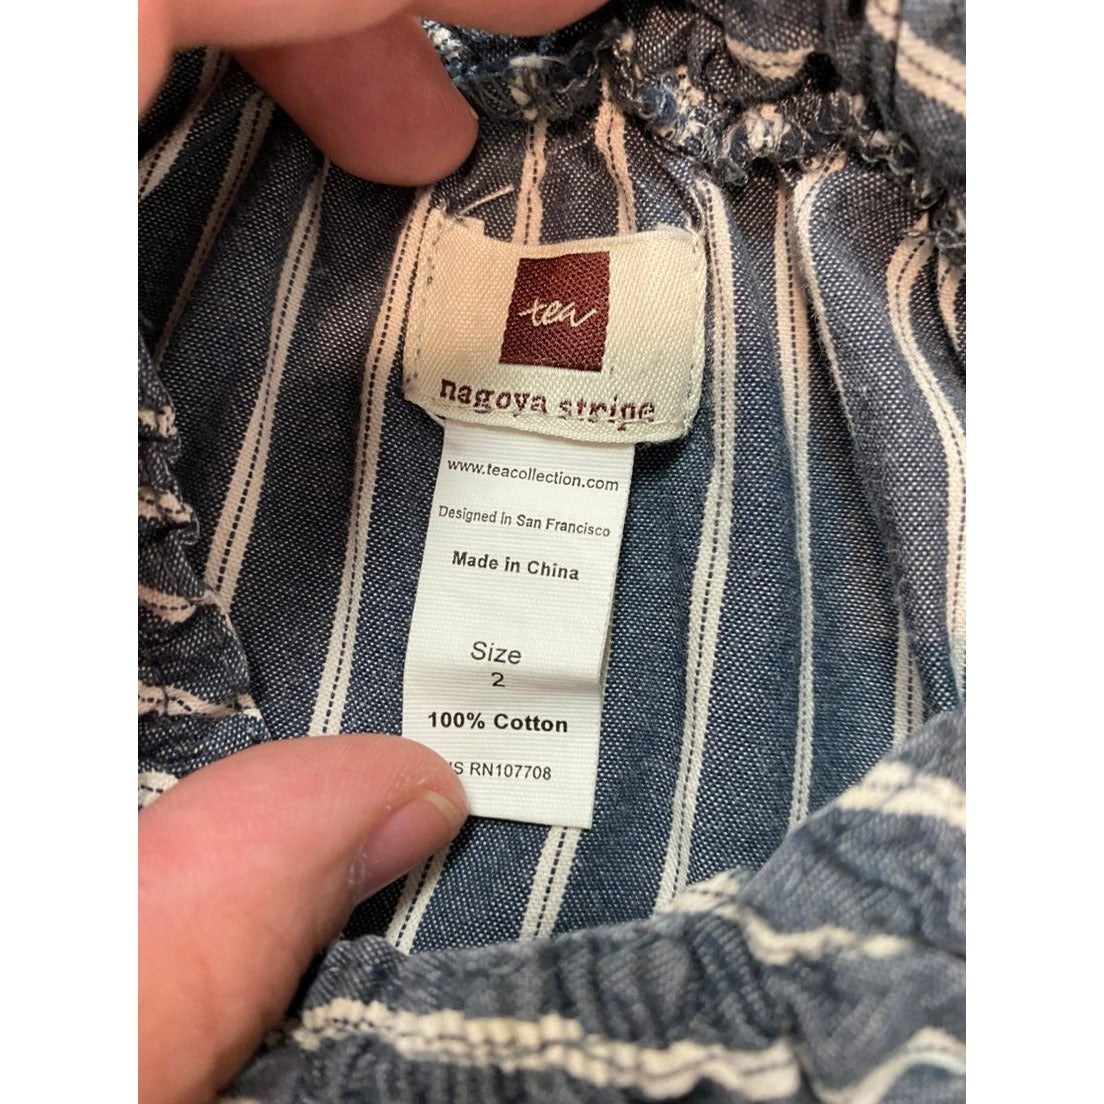 tea
nagoya stripe
www.teacollection.com
Designed in San Francisco
Made in China
Size
2
100% Cotton
RN107708